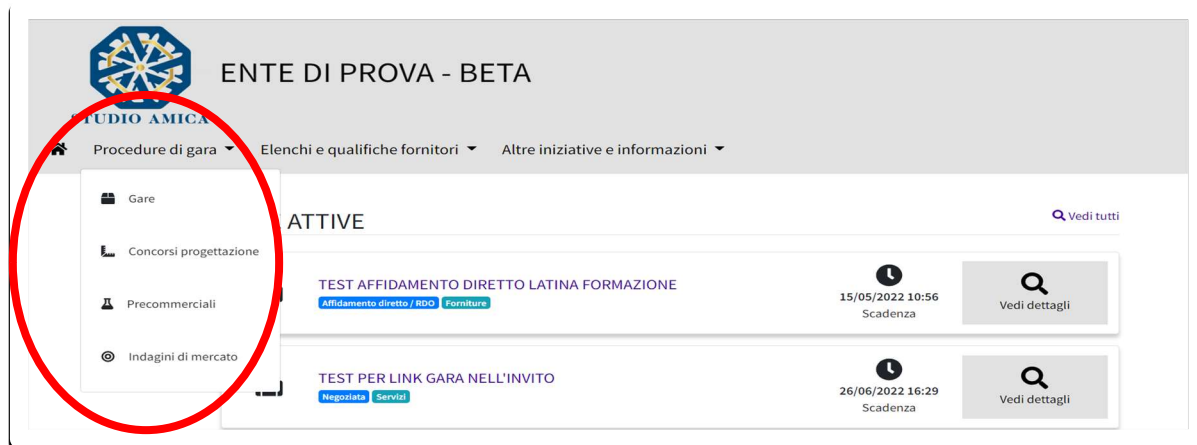 ENTE DI PROVA - BETA
STUDIO AMICA
Procedure di gara Elenchi e qualifiche fornitori Altre iniziative e informazioni
Gare
Concorsi progettazione
Precommerciali
Indagini di mercato
ATTIVE
Vedi tutti
TEST AFFIDAMENTO DIRETTO LATINA FORMAZIONE
Affidamento diretto / RDO Forniture
15/05/2022 10:56
Scadenza
Vedi dettagli
TEST PER LINK GARA NELL'INVITO
Negoziata Servizi
26/06/2022 16:29
Scadenza
Vedi dettagli